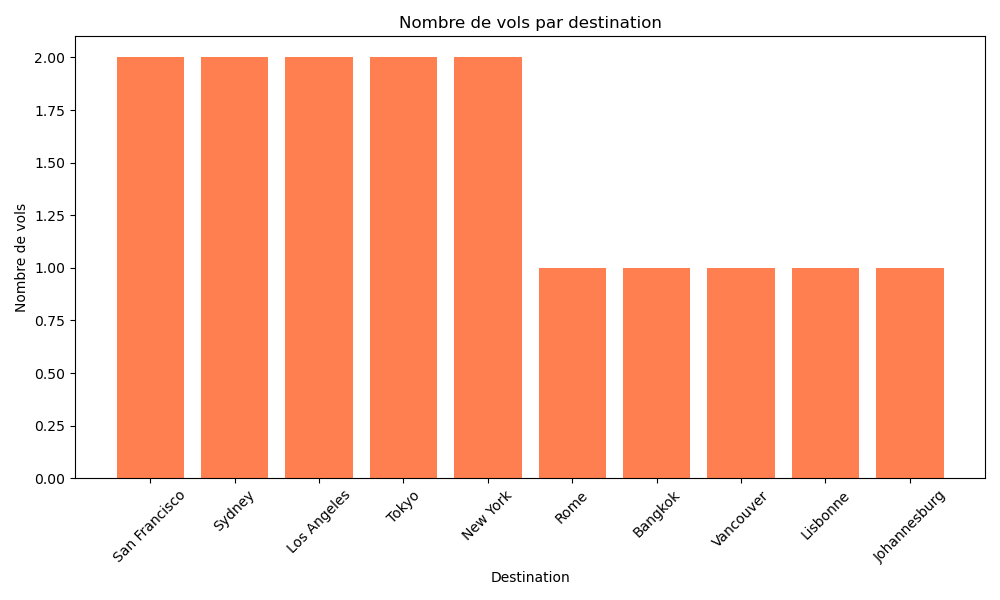 Nombre de vols par destination
Nombre de vols
2.00
1.75
1.50
1.25
1.00
0.75
0.50
0.25
0.00
San Francisco
Sydney
Los Angeles
Tokyo
New York
Rome
Bangkok
Vancouver
Lisbonne
Johannesburg
Destination